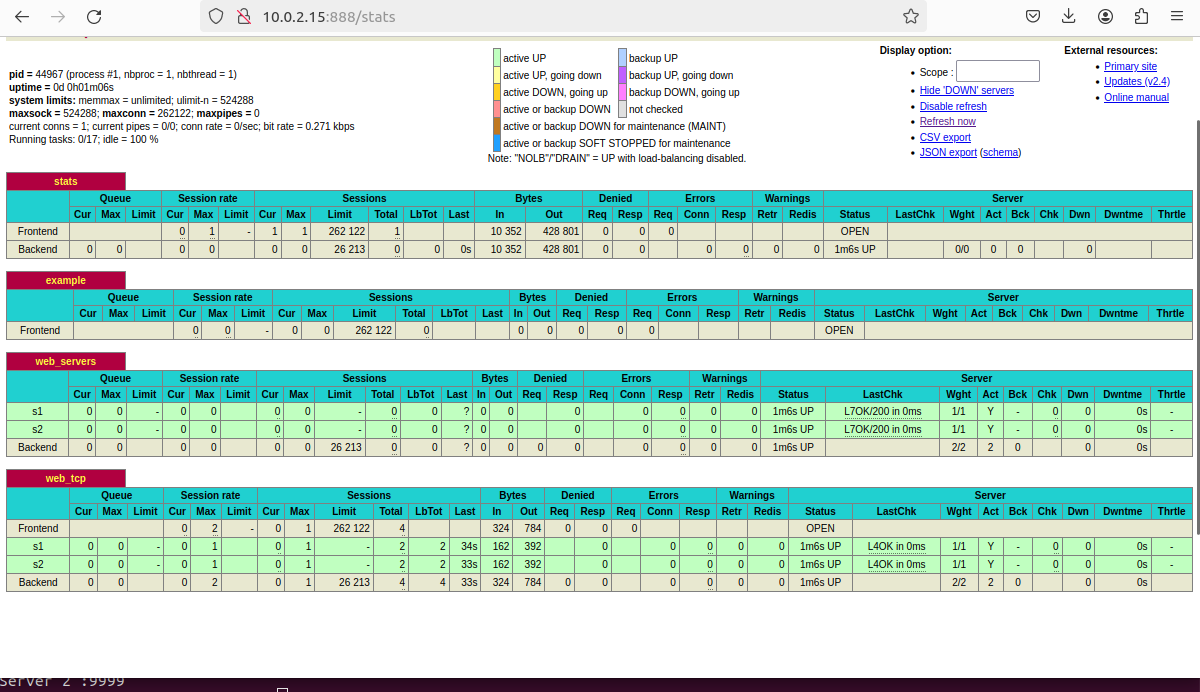 10.0.2.15:888/stats
pid = 44967 (process #1, nbproc = 1, nbthread = 1)
uptime = 0d 0h01m06s
system limits: memmax = unlimited; ulimit-n = 524288
maxsock = 524288; maxconn = 262122; maxpipes = 0
current conns = 1; current pipes = 0/0; conn rate = 0/sec; bit rate = 0.271 kbps
Running tasks: 0/17; idle = 100 %
active UP backup UP
active UP, going down backup UP, going down
active DOWN, going up backup DOWN, going up
active or backup DOWN not checked
active or backup DOWN for maintenance (MAINT)
active or backup SOFT STOPPED for maintenance
Note: "NOLB"/"DRAIN" = UP with load-balancing disabled.
Display option:
• Scope :
• Hide 'DOWN' servers
• Disable refresh
• Refresh now
• CSV export
• JSON export (schema)
External resources:
• Primary site
• Updates (v2.4)
• Online manual
stats
Queue Session rate Sessions Bytes Denied Errors Warnings Server
Cur Max Limit Cur Max Limit Cur Max Limit Total LbTot Last In Out Req Resp Req Conn Resp Retr Redis Status LastChk Wght Act Bck Chk Dwn Dwntme Thrtle
Frontend 0 1 - 1 1 262 122 1 10 352 428 801 0 0 0 OPEN
Backend 0 0 0 0 0 0 26 213 0 0 0s 10 352 428 801 0 0 0 0 0 0 1m6s UP 0/0 0 0 0
example
Queue Session rate Sessions Bytes Denied Errors Warnings Server
Cur Max Limit Cur Max Limit Cur Max Limit Total LbTot Last In Out Req Resp Req Conn Resp Retr Redis Status LastChk Wght Act Bck Chk Dwn Dwntme Thrtle
Frontend 0 0 - 0 0 262 122 0 0 0 0 0 0 OPEN
web_servers
Queue Session rate Sessions Bytes Denied Errors Warnings Server
Cur Max Limit Cur Max Limit Cur Max Limit Total LbTot Last In Out Req Resp Req Conn Resp Retr Redis Status LastChk Wght Act Bck Chk Dwn Dwntme Thrtle
s1 0 0 - 0 0 0 0 - 0 0 ? 0 0 0 0 0 0 0 1m6s UP L7OK/200 in 0ms 1/1 Y - 0 0 0s -
s2 0 0 - 0 0 0 0 - 0 0 ? 0 0 0 0 0 0 0 1m6s UP L7OK/200 in 0ms 1/1 Y - 0 0 0s -
Backend 0 0 0 0 0 0 26 213 0 0 ? 0 0 0 0 0 0 0 0 1m6s UP 2/2 2 0 0 0s
web_tcp
Queue Session rate Sessions Bytes Denied Errors Warnings Server
Cur Max Limit Cur Max Limit Cur Max Limit Total LbTot Last In Out Req Resp Req Conn Resp Retr Redis Status LastChk Wght Act Bck Chk Dwn Dwntme Thrtle
Frontend 0 2 - 0 1 262 122 4 324 784 0 0 0 OPEN
s1 0 0 - 0 1 0 1 - 2 2 34s 162 392 0 0 0 0 0 1m6s UP L4OK in 0ms 1/1 Y - 0 0 0s -
s2 0 0 - 0 1 0 1 - 2 2 33s 162 392 0 0 0 0 0 1m6s UP L4OK in 0ms 1/1 Y - 0 0 0s -
Backend 0 0 0 2 0 1 26 213 4 4 33s 324 784 0 0 0 0 0 0 1m6s UP 2/2 2 0 0 0s
Server 2 :9999